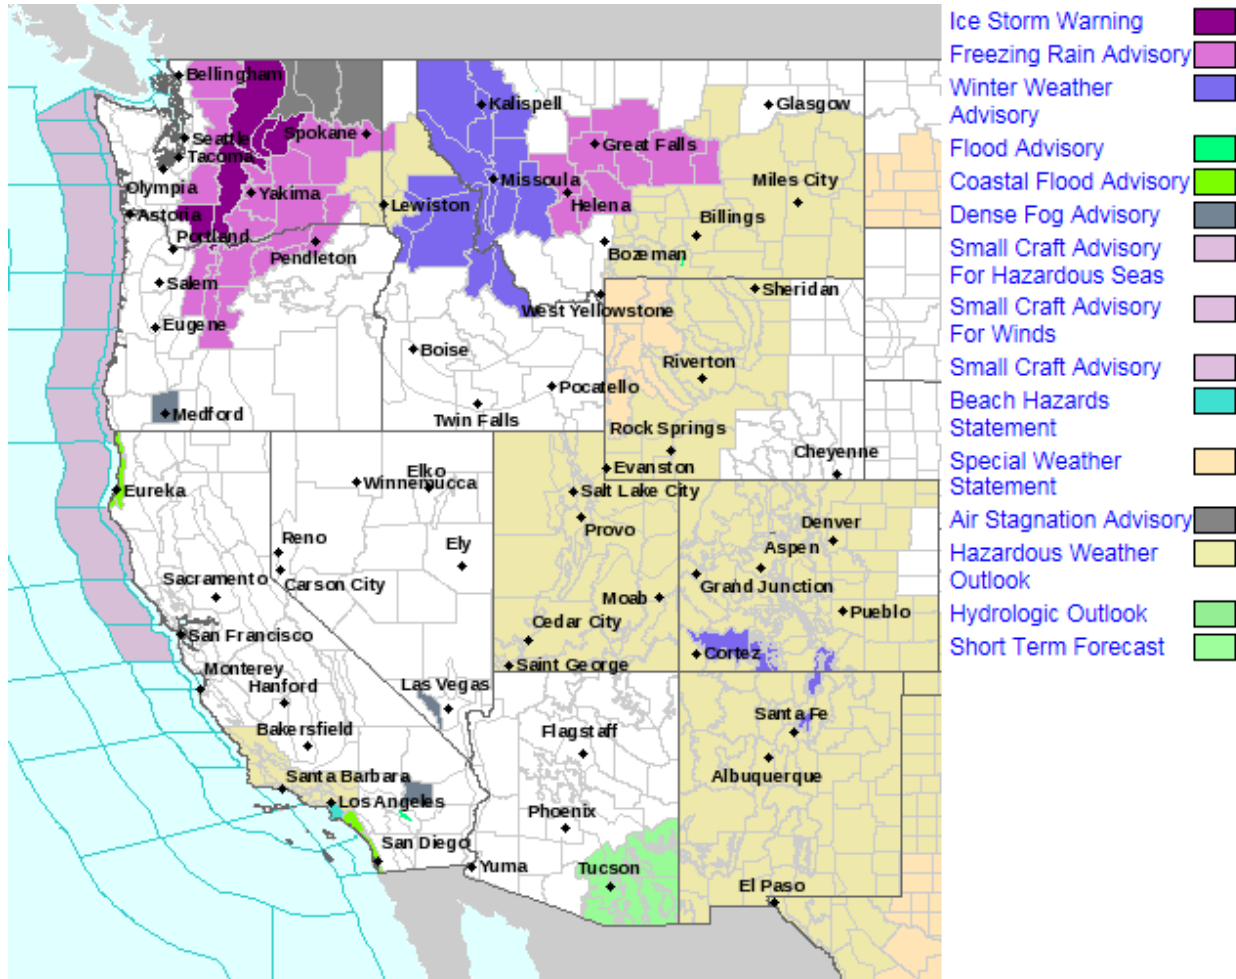 Ice Storm Warning
Freezing Rain Advisory
Winter Weather
Advisory
Flood Advisory
Coastal Flood Advisory
Dense Fog Advisory
Small Craft Advisory
For Hazardous Seas
Small Craft Advisory
For Winds
Small Craft Advisory
Beach Hazards
Statement
Special Weather
Statement
Air Stagnation Advisory
Hazardous Weather
Outlook
Hydrologic Outlook
Short Term Forecast
Bellingham
Kalispell
Glasgow
Seattle
Spokane
Great Falls
Tacoma
Olympia
Yakima
Missoula
Miles City
Helena
Lewiston
Astoria
Billings
Portland
Pendleton
Bozeman
Salem
Sheridan
West Yellowstone
Eugene
Boise
Riverton
Pocatello
Medford
Twin Falls
Rock Springs
Cheyenne
Evanston
Elko
Winnemucca
Eureka
Salt Lake City
Provo
Denver
Reno
Ely
Aspen
Carson City
Grand Junction
Sacramento
Moab
Pueblo
Cedar City
San Francisco
Cortez
Saint George
Monterey
Hanford
Las Vegas
Santa Fe
Bakersfield
Flagstaff
Albuquerque
Santa Barbara
Los Angeles
Phoenix
San Diego
Yuma
Tucson
El Paso